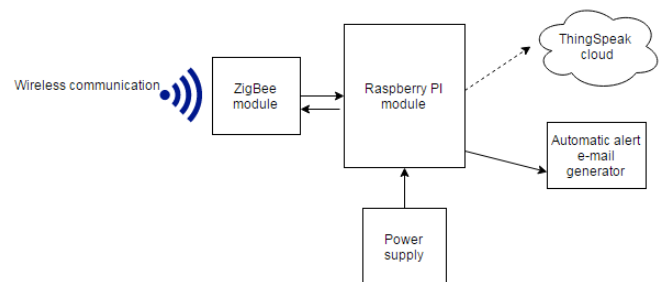 Wireless communication
ZigBee
module
Raspberry PI
module
ThingSpeak
cloud
Automatic alert
e-mail
generator
Power
supply